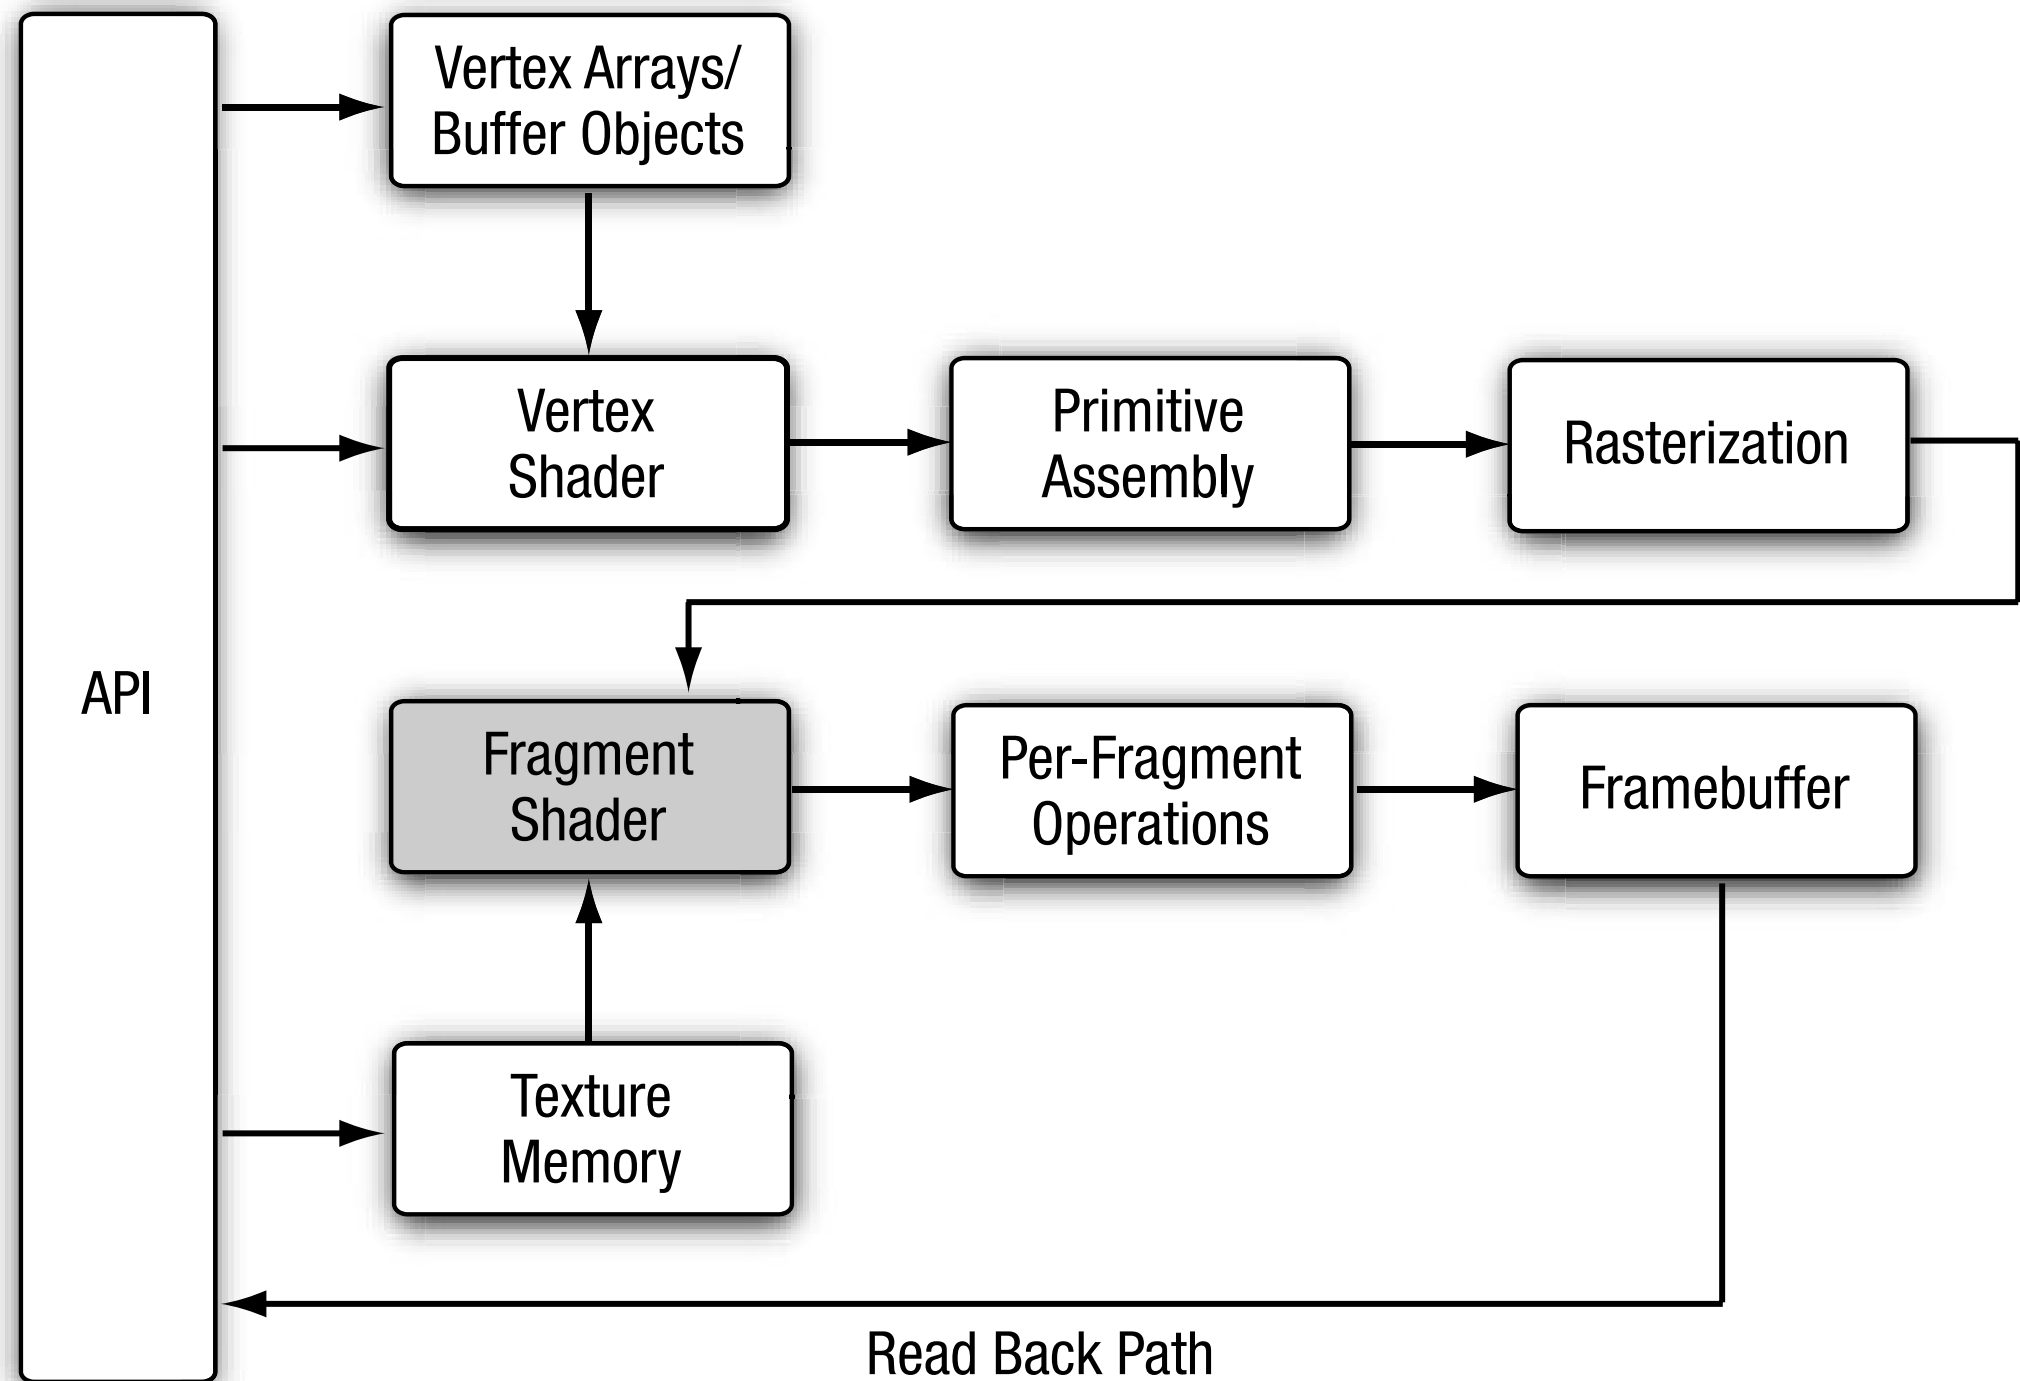 Vertex Arrays/
Buffer Objects
Vertex
Shader
Primitive
Assembly
Rasterization
API
Fragment
Shader
Per-Fragment
Operations
Framebuffer
Texture
Memory
Read Back Path